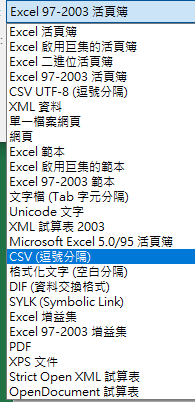 Excel 97-2003 活頁簿
Excel 活頁簿
Excel 啟用巨集的活頁簿
Excel 二進位活頁簿
Excel 97-2003 活頁簿
CSV UTF-8 (逗號分隔)
XML 資料
單一檔案網頁
網頁
Excel 範本
Excel 啟用巨集的範本
Excel 97-2003 範本
文字檔 (Tab 字元分隔)
Unicode 文字
XML 試算表 2003
Microsoft Excel 5.0/95 活頁簿
CSV (逗號分隔)
格式化文字 (空白分隔)
DIF (資料交換格式)
SYLK (Symbolic Link)
Excel 增益集
Excel 97-2003 增益集
PDF
XPS 文件
Strict Open XML 試算表
OpenDocument 試算表